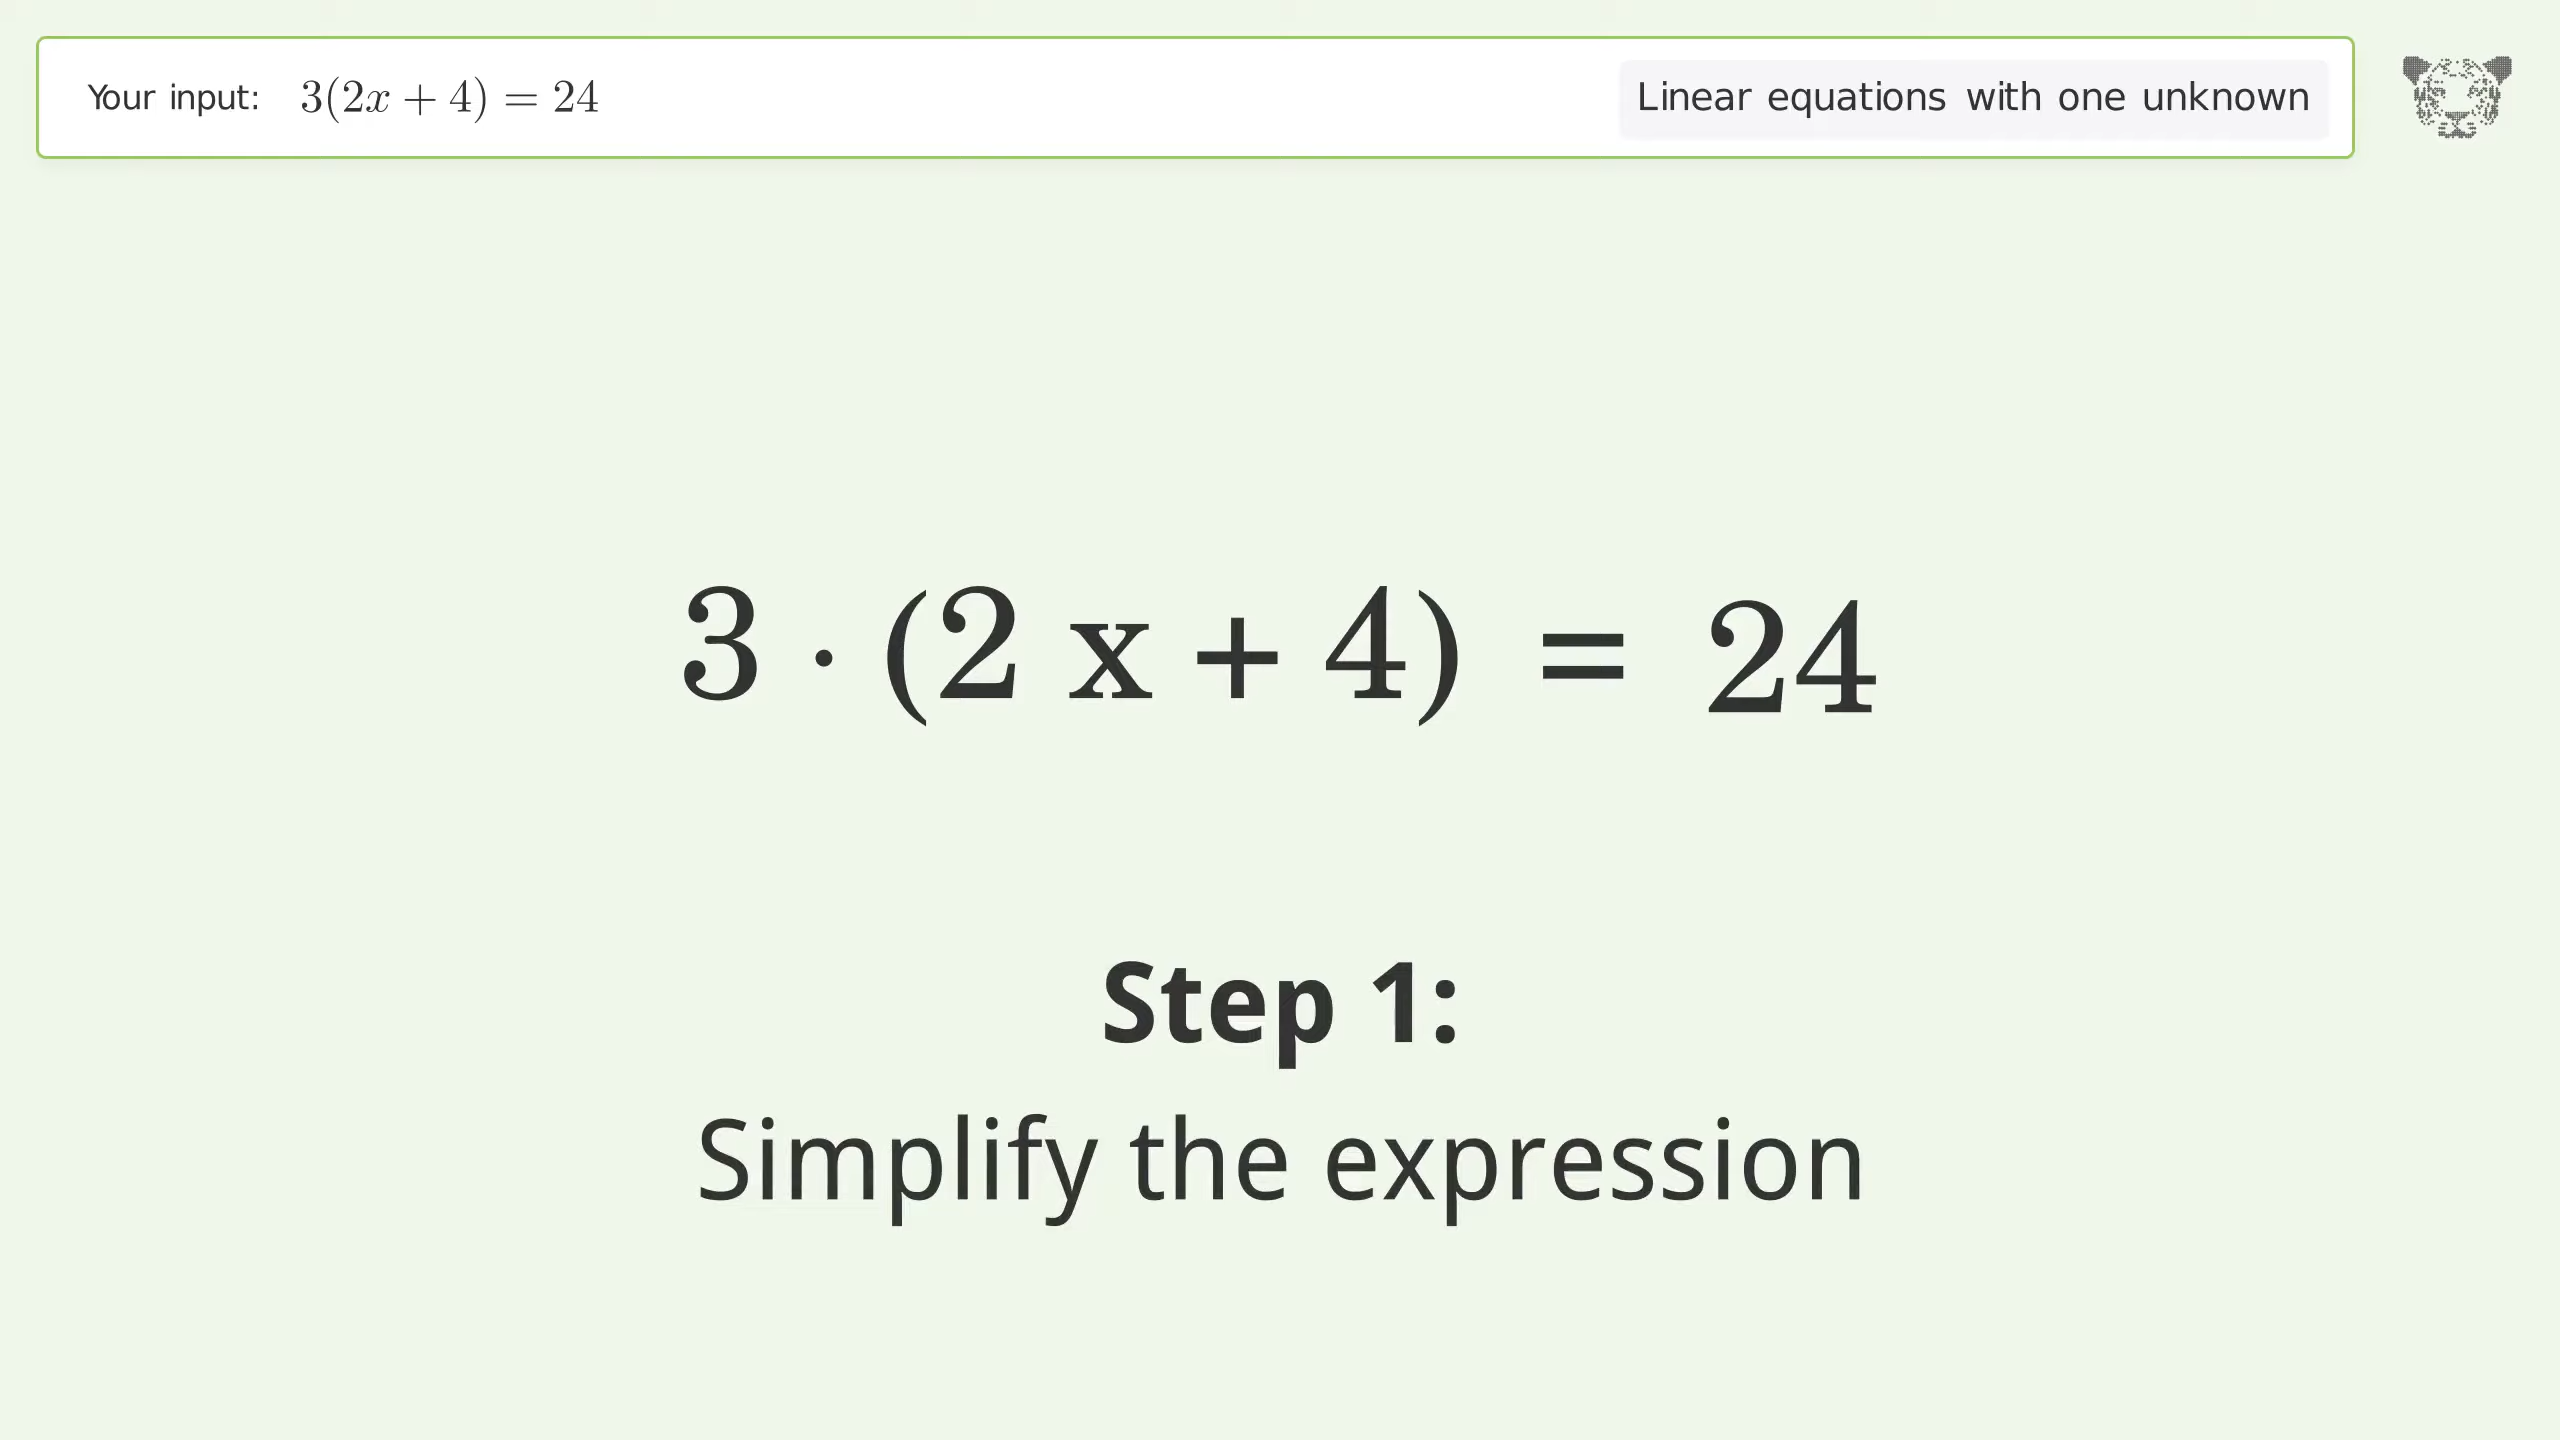 Your input: 3(2x + 4) = 24 Linear equations with one unknown
3 · (2 x + 4) = 24
Step 1:
Simplify the expression